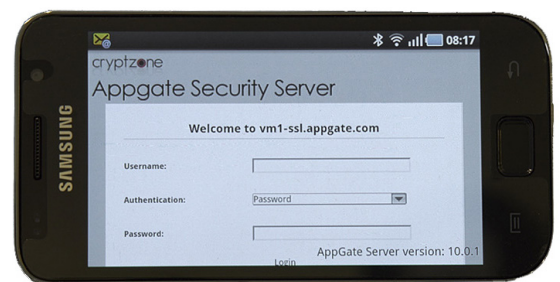 08:17
cryptzone
Appgate Security Server
SAMSUNG
Welcome to vm1-ssl.appgate.com
Username:
Authentication:
Password
Password:
Login
AppGate Server version: 10.0.1